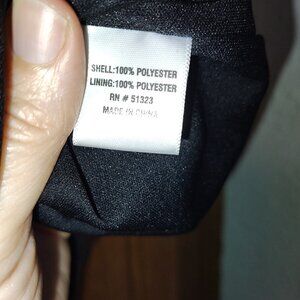 SHELL:100% POLYESTER
LINING:100% POLYESTER
RN # 51323
MADE IN CHINA